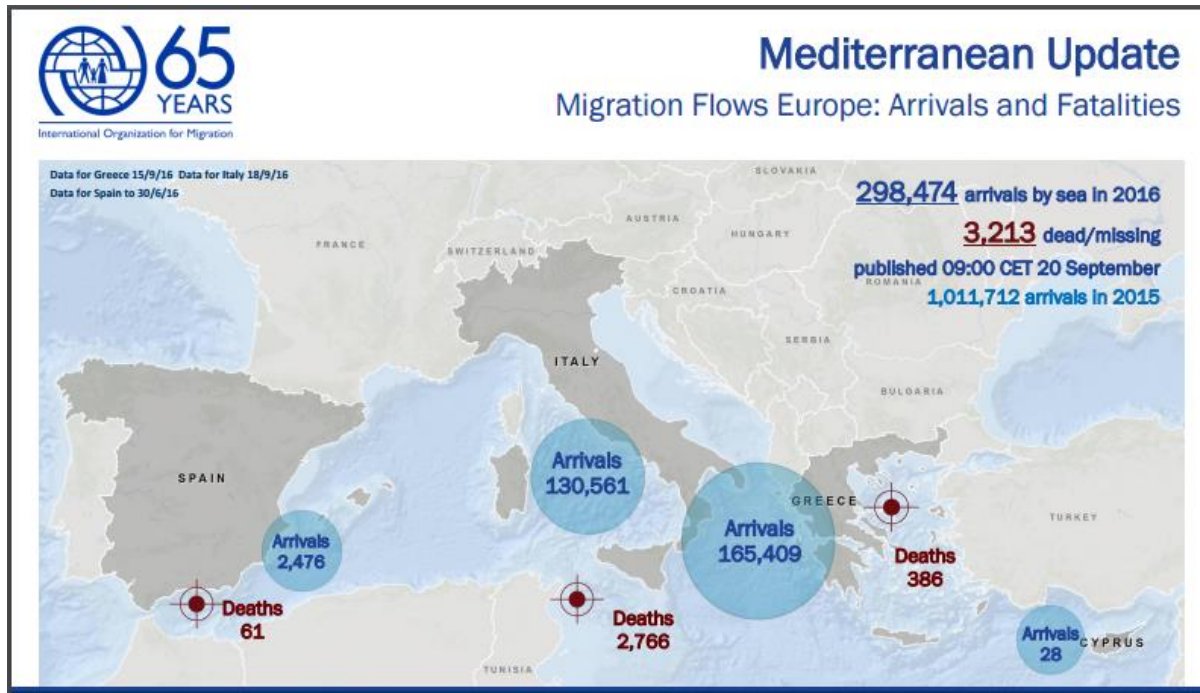 65
YEARS
International Organization for Migration
Mediterranean Update
Migration Flows Europe: Arrivals and Fatalities
Data for Greece 15/9/16 Data for Italy 18/9/16
Data for Spain to 30/6/16
298,474 arrivals by sea in 2016
3,213 dead/missing
published 09:00 CET 20 September
1,011,712 arrivals in 2015
SLOVAKIA
AUSTRIA
FRANCE
SWITZERLAND
HUNGARY
ROMANIA
CROATIA
SERBIA
ITALY
BULGARIA
SPAIN
Arrivals
130,561
GREECE
TURKEY
Arrivals
2,476
Arrivals
165,409
Deaths
386
Deaths
61
Deaths
2,766
Arrivals
28
CYPRUS
TUNISIA